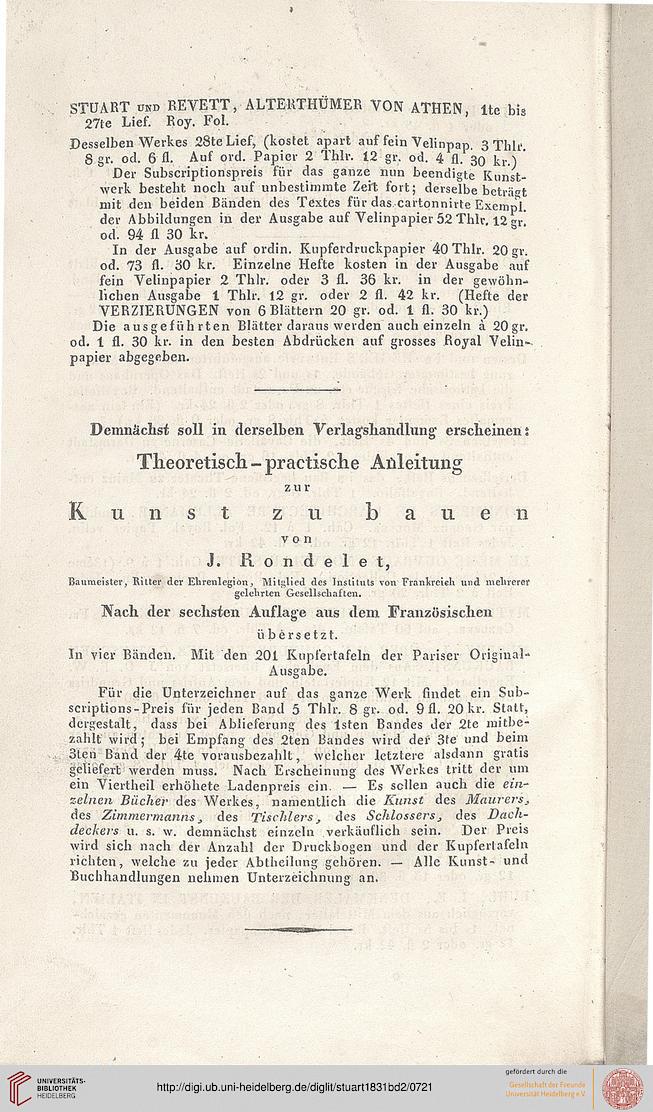 STUART UND REVETT, ALTERTHÜMER VON ATHEN, 1te bis
27te Lief. Roy. Fol.
Desselben Werkes 28te Lief. (kostet apart auf fein Velinpap. 3 Thlr.
8 gr. od. 6 fl. Auf ord. Papier 2 Thlr. 12 gr. od. 4 fl. 30 kr.)
Der Subscriptionspreis für das ganze nun beendigte Kunst-
werk besteht noch auf unbestimmte Zeit fort; derselbe beträgt
mit den beiden Bänden des Textes für das cartonnirte Exempl.
der Abbildungen in der Ausgabe auf Velinpapier 52 Thlr. 12 gr.
od. 94 fl 30 kr.
In der Ausgabe auf ordin. Kupferdruckpapier 40 Thlr. 20 gr.
od. 73 fl. 30 kr. Einzelne Hefte kosten in der Ausgabe auf
fein Velinpapier 2 Thlr. oder 3 fl. 36 kr. in der gewöhn-
lichen Ausgabe 1 Thlr. 12 gr. oder 2 fl. 42 kr. (Hefte der
VERZIERUNGEN von 6 Blättern 20 gr. od. 1 fl. 30 kr.)
Die ausgeführten Blätter daraus werden auch einzeln à 20 gr.
od. 1 fl. 30 kr. in den besten Abdrücken auf grosses Royal Velin-
papier abgegeben.
Demnächst soll in derselben Verlagshandlung erscheinen:
Theoretisch-practische Anleitung
zur
Kunst zu bauen
von
J. Rondelet,
Baumeister, Ritter der Ehrenlegion, Mitglied des Instituts von Frankreich und mehrerer
gelehrten Gesellschaften.
Nach der sechsten Auflage aus dem Französischen
übersetzt.
In vier Bänden. Mit den 201 Kupfertafeln der Pariser Original-
Ausgabe.
Für die Unterzeichner auf das ganze Werk findet ein Sub-
scriptions-Preis für jeden Band 5 Thlr. 8 gr. od. 9 fl. 20 kr. Statt,
dergestalt, dass bei Ablieferung des 1sten Bandes der 2te mitbe-
zahlt wird; bei Empfang des 2ten Bandes wird der 3te und beim
3ten Band der 4te vorausbezahlt, welcher letztere alsdann gratis
geliefert werden muss. Nach Erscheinung des Werkes tritt der um
ein Viertheil erhöhete Ladenpreis ein. — Es sollen auch die ein-
zelnen Bücher des Werkes, namentlich die Kunst des Maurers,
des Zimmermanns, des Tischlers, des Schlossers, des Dach-
deckers u. s. w. demnächst einzeln verkäuflich sein. Der Preis
wird sich nach der Anzahl der Druckbogen und der Kupfertafeln
richten, welche zu jeder Abtheilung gehören. — Alle Kunst- und
Buchhandlungen nehmen Unterzeichnung an.
UNIVERSITÄTS-
BIBLIOTHEK
HEIDELBERG
http://digi.ub.uni-heidelberg.de/diglit/stuart1831bd2/0721
gefördert durch die
Gesellschaft der Freunde
Universität Heidelberg e.V.